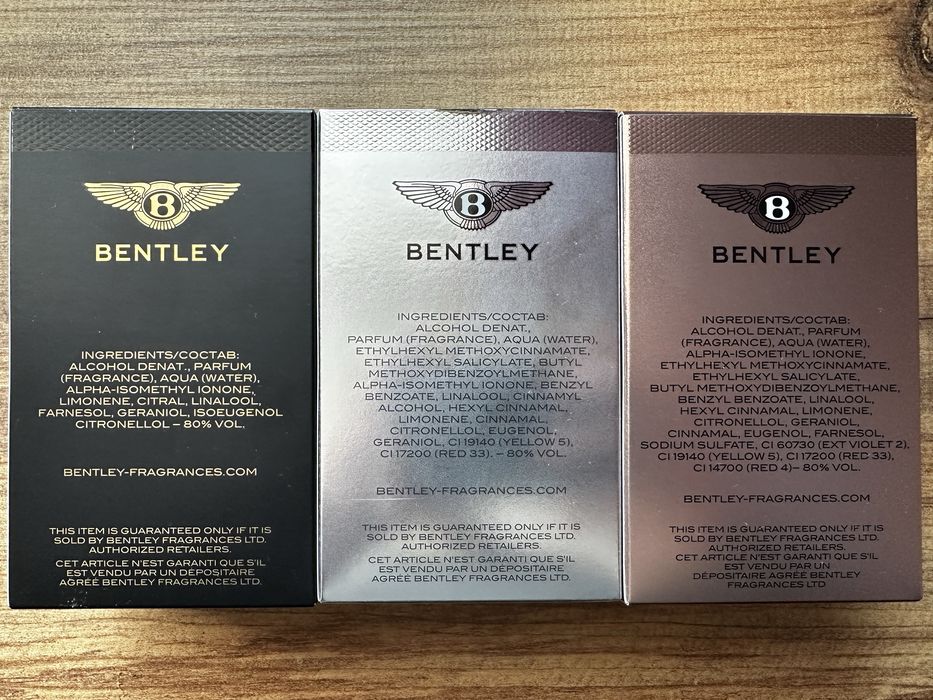 B
BENTLEY
INGREDIENTS/COCTAB:
ALCOHOL DENAT., PARFUM
(FRAGRANCE), AQUA (WATER),
ALPHA-ISOMETHYL IONONE,
LIMONENE, CITRAL, LINALOOL,
FARNESOL, GERANIOL, ISOEUGENOL
CITRONELLOL – 80% VOL.
BENTLEY-FRAGRANCES.COM
THIS ITEM IS GUARANTEED ONLY IF IT IS
SOLD BY BENTLEY FRAGRANCES LTD.
AUTHORIZED RETAILERS.
CET ARTICLE N'EST GARANTI QUE S'IL
EST VENDU PAR UN DÉPOSITAIRE
AGRÉÉ BENTLEY FRAGRANCES LTD.
B
BENTLEY
INGREDIENTS/COCTAB:
ALCOHOL DENAT.,
PARFUM (FRAGRANCE), AQUA (WATER),
ETHYLHEXYL METHOXYCINNAMATE,
ETHYLHEXYL SALICYLATE, BUTYL
METHOXYDIBENZOYLMETHANE,
ALPHA-ISOMETHYL IONONE, BENZYL
BENZOATE, LINALOOL, CINNAMYL
ALCOHOL, HEXYL CINNAMAL,
LIMONENE, CINNAMAL,
CITRONELLOL, EUGENOL,
GERANIOL, CI 19140 (YELLOW 5),
CI 17200 (RED 33). – 80% VOL.
BENTLEY-FRAGRANCES.COM
THIS ITEM IS GUARANTEED ONLY IF IT IS
SOLD BY BENTLEY FRAGRANCES LTD.
AUTHORIZED RETAILERS.
CET ARTICLE N'EST GARANTI QUE S'IL
EST VENDU PAR UN DÉPOSITAIRE
AGRÉÉ BENTLEY FRAGRANCES LTD.
B
BENTLEY
INGREDIENTS/COCTAB:
ALCOHOL DENAT., PARFUM
(FRAGRANCE), AQUA (WATER),
ALPHA-ISOMETHYL IONONE,
ETHYLHEXYL METHOXYCINNAMATE,
ETHYLHEXYL SALICYLATE,
BUTYL METHOXYDIBENZOYLMETHANE,
BENZYL BENZOATE, LINALOOL,
HEXYL CINNAMAL, LIMONENE,
CITRONELLOL, GERANIOL,
CINNAMAL, EUGENOL, FARNESOL,
SODIUM SULFATE, CI 60730 (EXT VIOLET 2),
CI 19140 (YELLOW 5), CI 17200 (RED 33),
CI 14700 (RED 4)– 80% VOL.
BENTLEY-FRAGRANCES.COM
THIS ITEM IS GUARANTEED ONLY IF IT IS
SOLD BY BENTLEY FRAGRANCES LTD.
AUTHORIZED RETAILERS.
CET ARTICLE N'EST GARANTI QUE S'IL
EST VENDU PAR UN
DÉPOSITAIRE AGRÉÉ BENTLEY
FRAGRANCES LTD